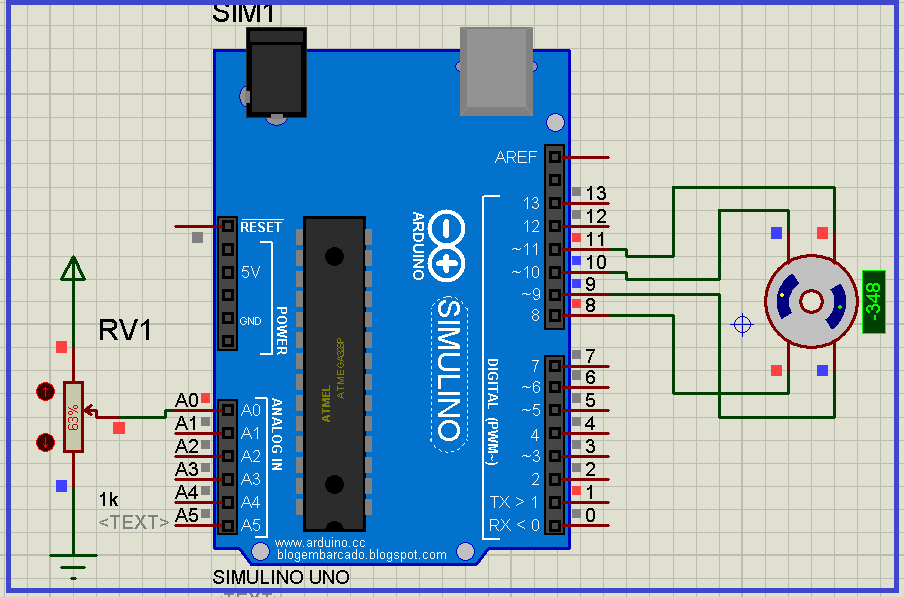 SIM1
AREF
13
12
~11
~10
~9
8
13
12
11
10
9
8
RESET
5V
GND
POWER
ARDUINO
SIMULINO
ATMEL
ATMEGA328P
RV1
63%
1k
<TEXT>
A0
A1
A2
A3
A4
A5
A0
A1
A2
A3
A4
A5
ANALOG IN
DIGITAL (PWM~)
7
~6
~5
4
~3
2
TX > 1
RX < 0
7
6
5
4
3
2
1
0
-348
www.arduino.cc
blogembarcado.blogspot.com
SIMULINO UNO
<TEXT>